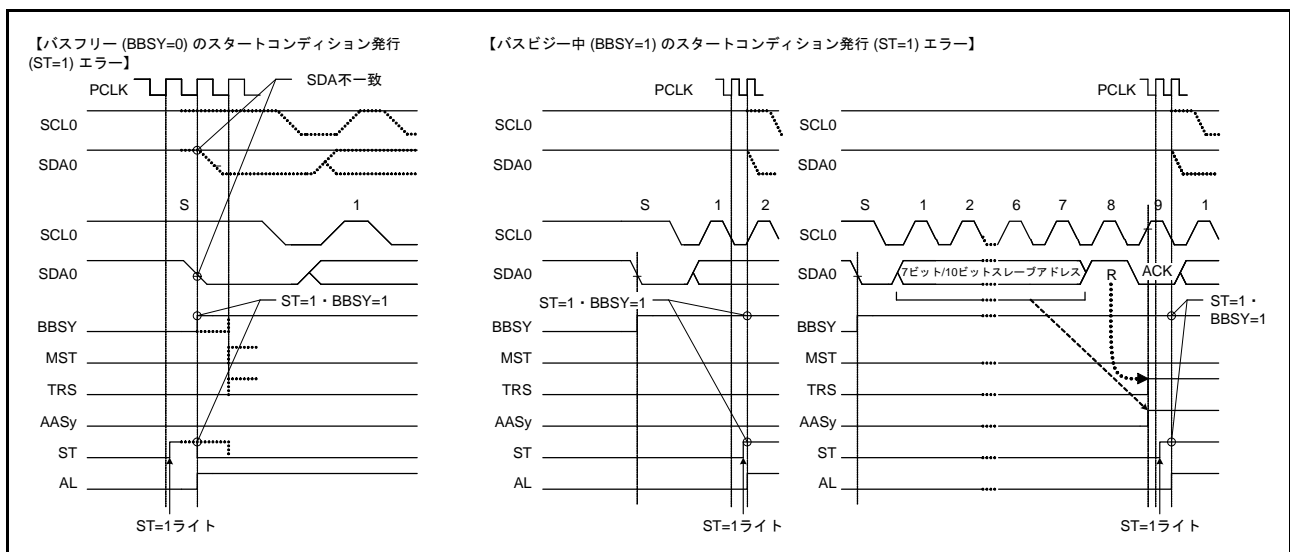 【バスフリー (BBSY=0) のスタートコンディション発行
(ST=1) エラー】
PCLK
SDA不一致
SCL0
SDA0
S 1
SCL0
SDA0
ST=1・BBSY=1
BBSY
MST
TRS
AASy
ST
AL
ST=1ライト
【バスビジー中 (BBSY=1) のスタートコンディション発行 (ST=1) エラー】
PCLK
SCL0
SDA0
S 1 2
SCL0
SDA0
ST=1・BBSY=1
BBSY
MST
TRS
AASy
ST
AL
ST=1ライト
PCLK
SCL0
SDA0
S 1 2 6 7 8 9 1
SCL0
SDA0
7ビット/10ビットスレーブアドレス R ACK
ST=1・
BBSY=1
BBSY
MST
TRS
AASy
ST
AL
ST=1ライト